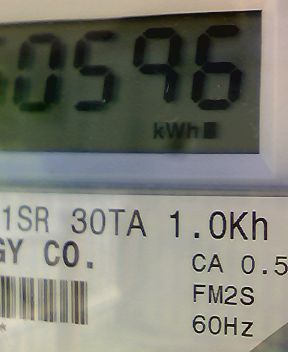 0596
kWh
1SR 30TA 1.0Kh
GY CO.
CA 0.5
FM2S
60Hz